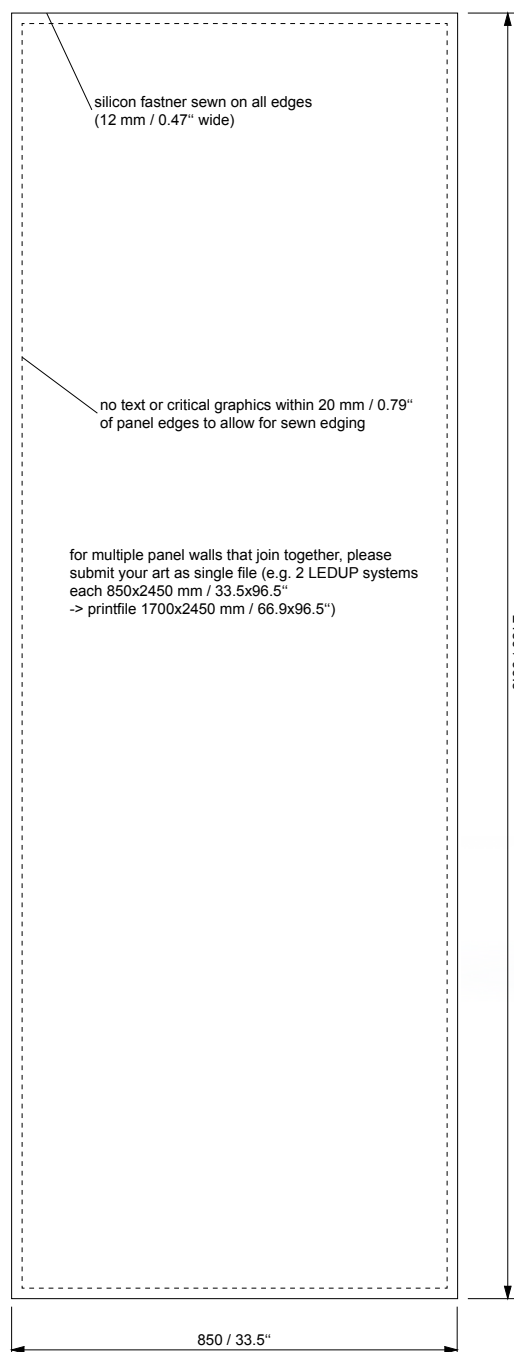 silicon fastner sewn on all edges
(12 mm / 0.47“ wide)
no text or critical graphics within 20 mm / 0.79“
of panel edges to allow for sewn edging
for multiple panel walls that join together, please
submit your art as single file (e.g. 2 LEDUP systems
each 850x2450 mm / 33.5x96.5“
-> printfile 1700x2450 mm / 66.9x96.5“)
850 / 33.5“